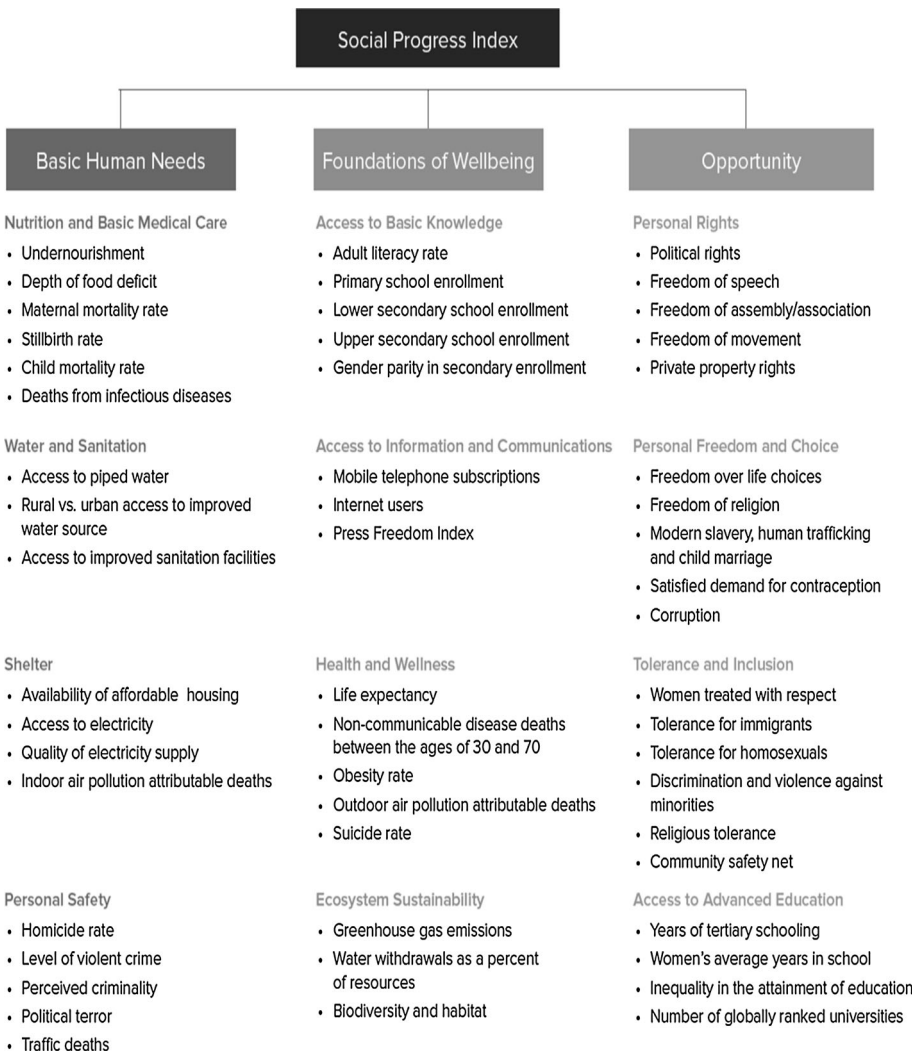 Social Progress Index
Basic Human Needs
Nutrition and Basic Medical Care
• Undernourishment
• Depth of food deficit
• Maternal mortality rate
• Stillbirth rate
• Child mortality rate
• Deaths from infectious diseases
Water and Sanitation
• Access to piped water
• Rural vs. urban access to improved
water source
• Access to improved sanitation facilities
Shelter
• Availability of affordable housing
• Access to electricity
• Quality of electricity supply
• Indoor air pollution attributable deaths
Personal Safety
• Homicide rate
• Level of violent crime
• Perceived criminality
• Political terror
• Traffic deaths
Foundations of Wellbeing
Access to Basic Knowledge
• Adult literacy rate
• Primary school enrollment
• Lower secondary school enrollment
• Upper secondary school enrollment
• Gender parity in secondary enrollment
Access to Information and Communications
• Mobile telephone subscriptions
• Internet users
• Press Freedom Index
Health and Wellness
• Life expectancy
• Non-communicable disease deaths
between the ages of 30 and 70
• Obesity rate
• Outdoor air pollution attributable deaths
• Suicide rate
Ecosystem Sustainability
• Greenhouse gas emissions
• Water withdrawals as a percent
of resources
• Biodiversity and habitat
Opportunity
Personal Rights
• Political rights
• Freedom of speech
• Freedom of assembly/association
• Freedom of movement
• Private property rights
Personal Freedom and Choice
• Freedom over life choices
• Freedom of religion
• Modern slavery, human trafficking
and child marriage
• Satisfied demand for contraception
• Corruption
Tolerance and Inclusion
• Women treated with respect
• Tolerance for immigrants
• Tolerance for homosexuals
• Discrimination and violence against
minorities
• Religious tolerance
• Community safety net
Access to Advanced Education
• Years of tertiary schooling
• Women's average years in school
• Inequality in the attainment of education
• Number of globally ranked universities